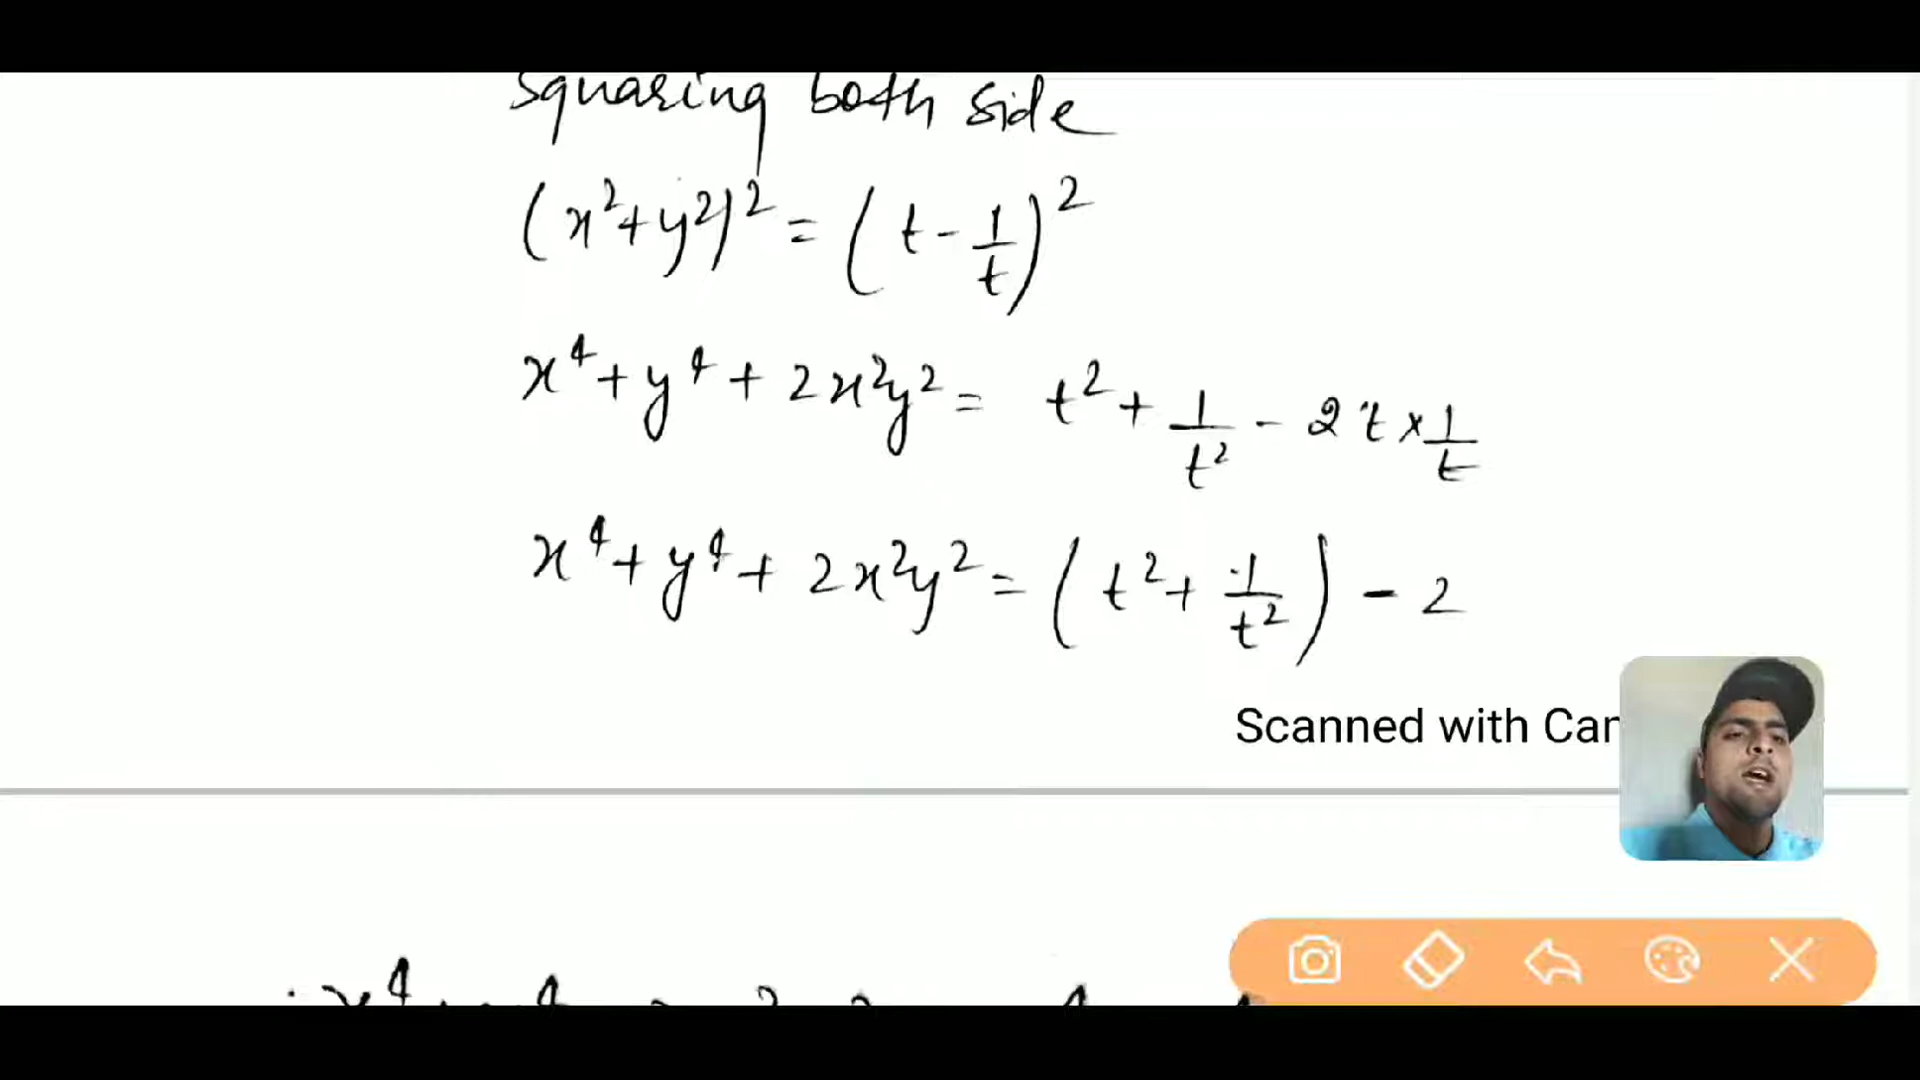 Squaring both side
(x²+y²)² = (t - 1/t)²
x⁴+y⁴+2x²y² = t² + 1/t² - 2t × 1/t
x⁴+y⁴+2x²y² = (t² + 1/t²) - 2
Scanned with Ca